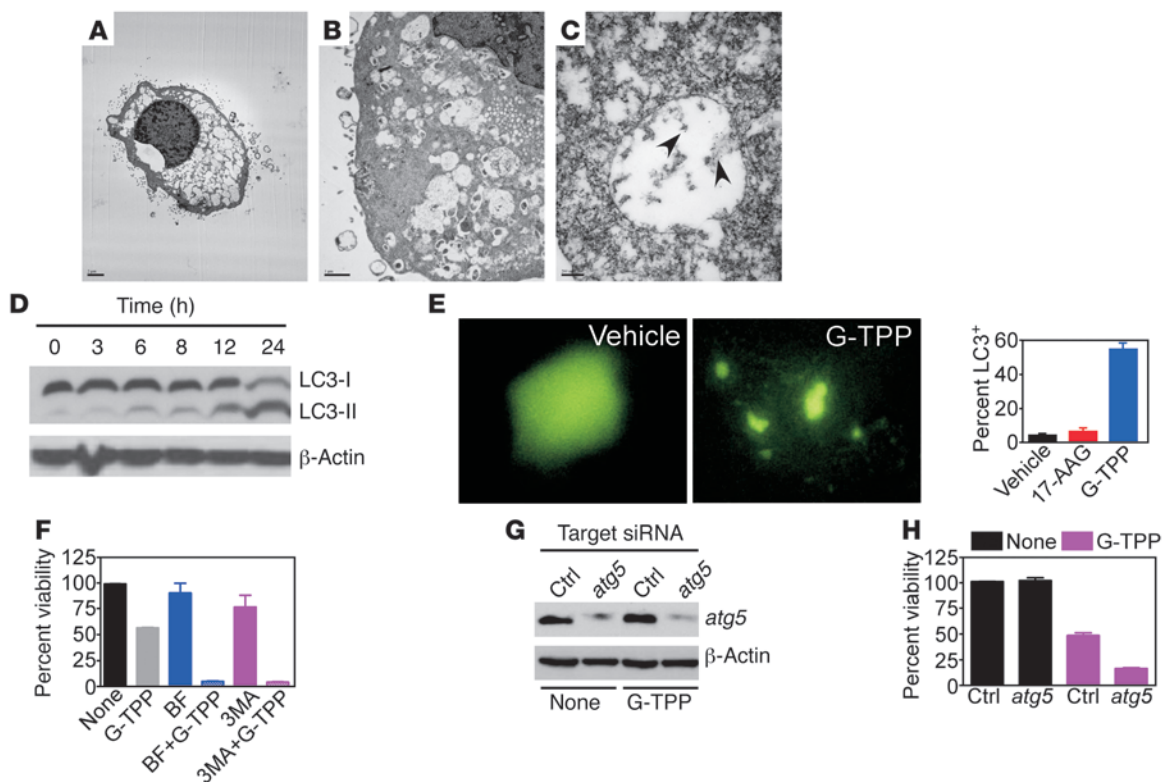 A
B
C
D
Time (h)
0 3 6 8 12 24
LC3-I
LC3-II
β-Actin
E
Vehicle
G-TPP
Percent LC3+
60
40
20
0
Vehicle
17-AAG
G-TPP
F
Percent viability
125
100
75
50
25
0
None
G-TPP
BF
BF+G-TPP
3MA
3MA+G-TPP
G
Target siRNA
Ctrl atg5 Ctrl atg5
atg5
β-Actin
None G-TPP
H
None G-TPP
Percent viability
125
100
75
50
25
0
Ctrl atg5 Ctrl atg5